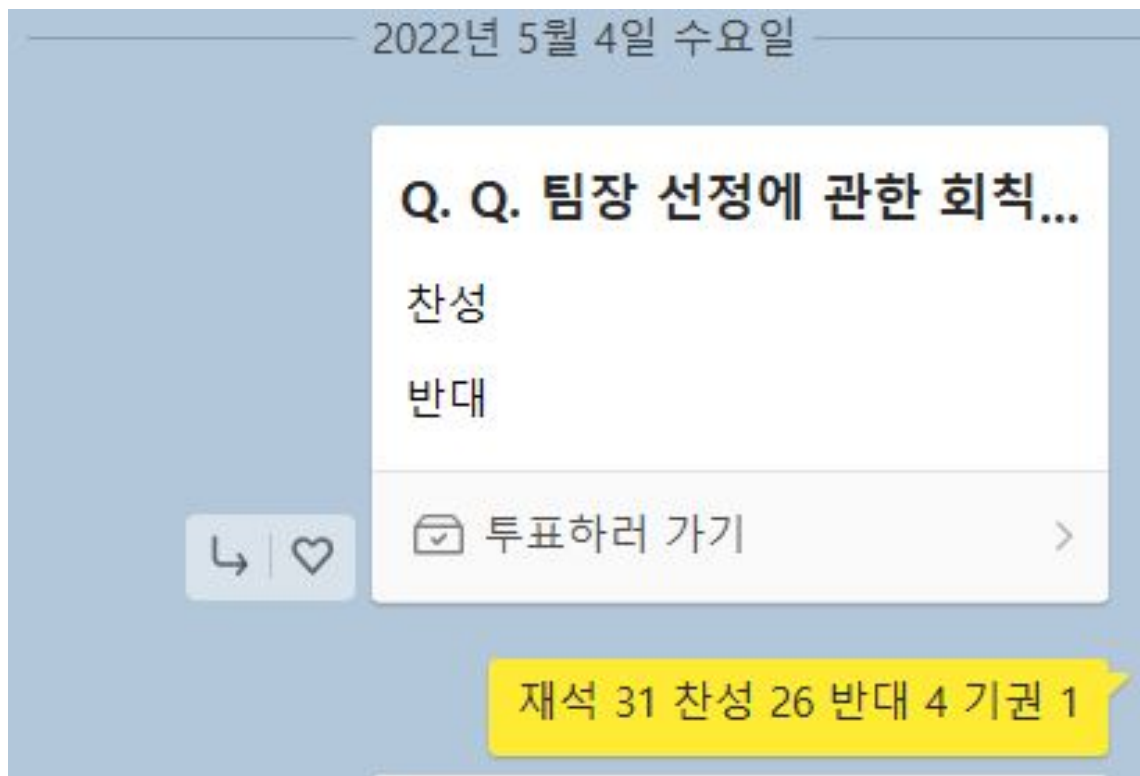 2022년 5월 4일 수요일
Q. Q. 팀장 선정에 관한 회칙...
찬성
반대
투표하러 가기
재석 31 찬성 26 반대 4 기권 1